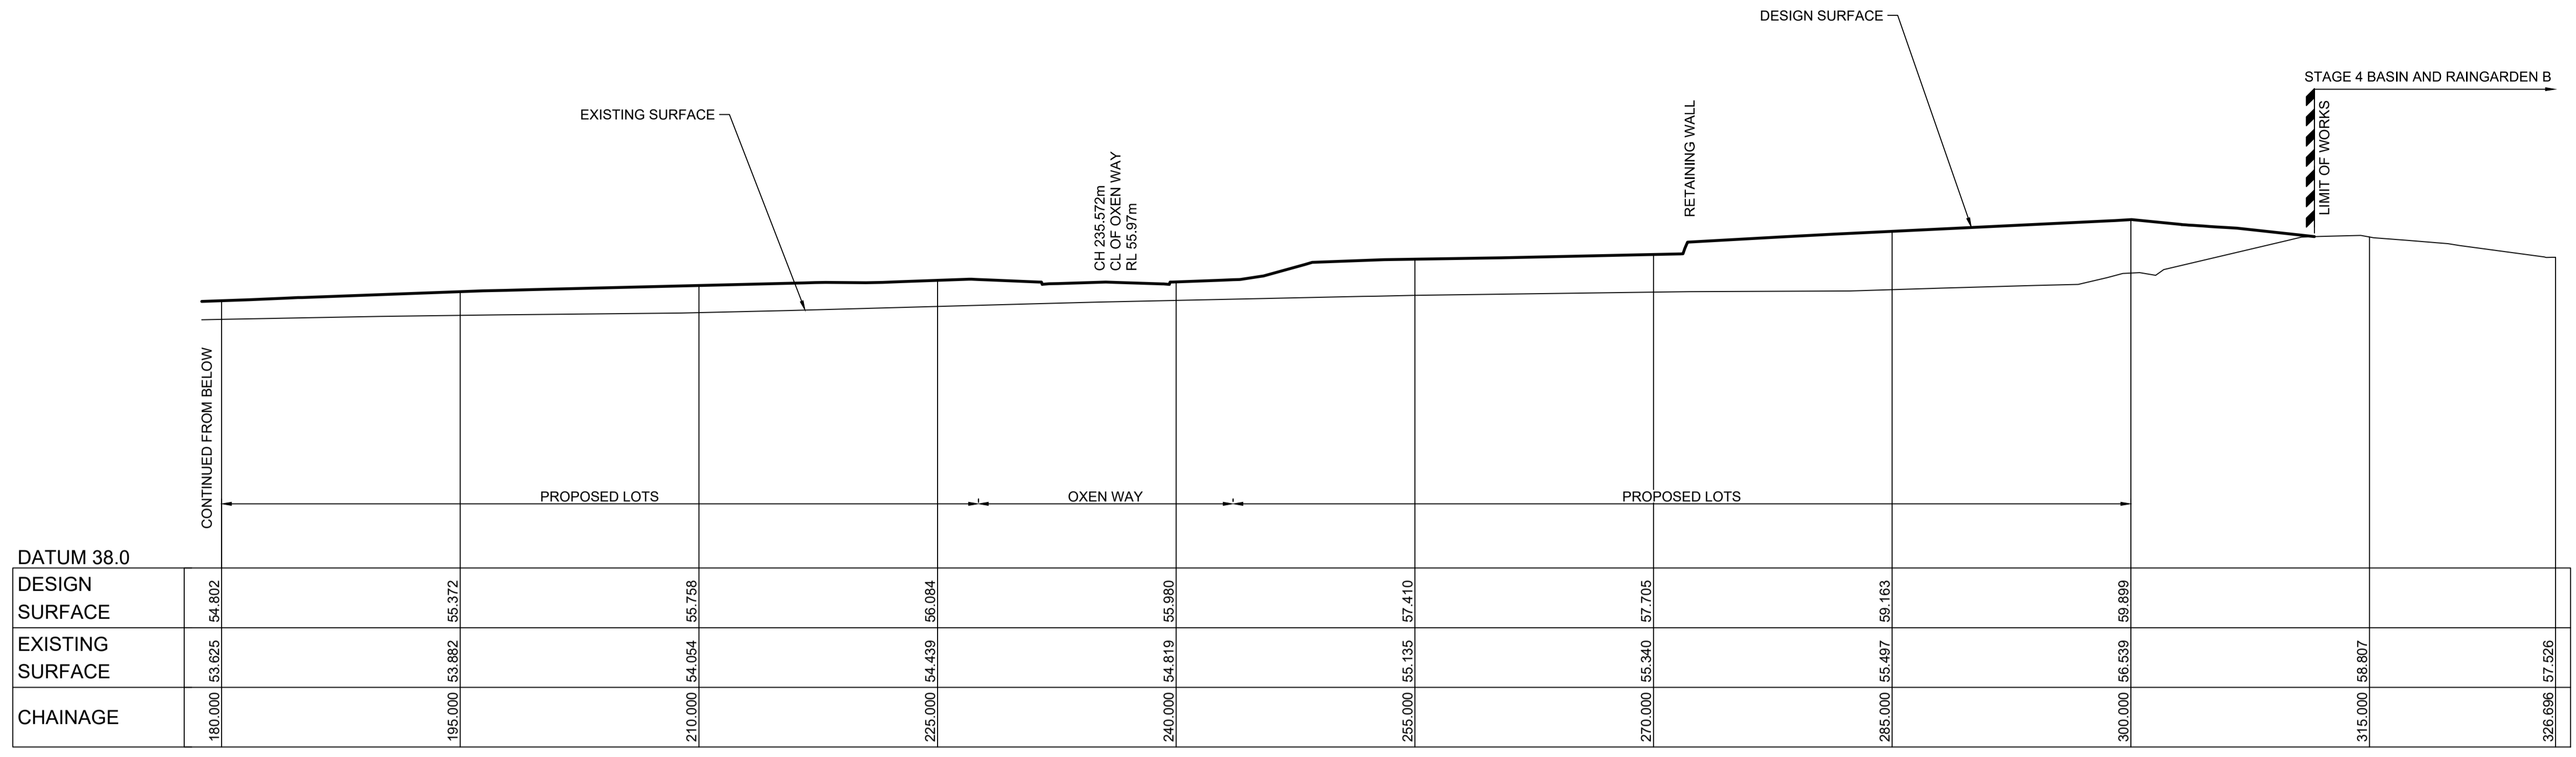 DESIGN SURFACE
STAGE 4 BASIN AND RAINGARDEN B
EXISTING SURFACE
RETAINING WALL
LIMIT OF WORKS
CH 235.572m
CL OF OXEN WAY
RL 55.97m
CONTINUED FROM BELOW
PROPOSED LOTS
OXEN WAY
PROPOSED LOTS
DATUM 38.0
DESIGN
SURFACE
54.802
55.372
55.758
56.084
55.980
57.410
57.705
59.163
59.899
EXISTING
SURFACE
53.625
53.882
54.054
54.439
54.819
55.135
55.340
55.497
56.539
58.807
57.526
CHAINAGE
180.000
195.000
210.000
225.000
240.000
255.000
270.000
285.000
300.000
315.000
326.696